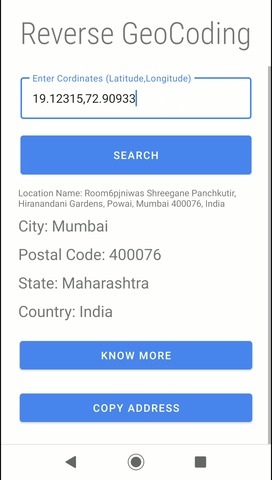 Reverse GeoCoding
Enter Cordinates (Latitude,Longitude)
19.12315,72.90933
SEARCH
Location Name: Room6pjniwas Shreegane Panchkutir,
Hiranandani Gardens, Powai, Mumbai 400076, India
City: Mumbai
Postal Code: 400076
State: Maharashtra
Country: India
KNOW MORE
COPY ADDRESS